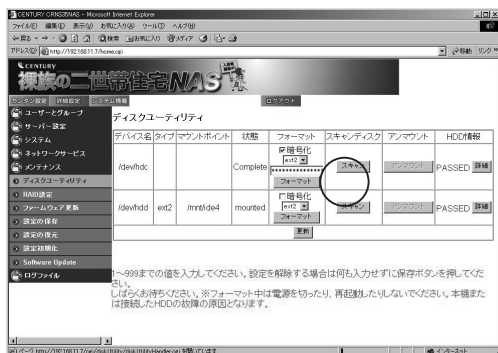 CENTURY CRNS35NAS - Microsoft Internet Explorer
ファイル(F) 編集(E) 表示(V) お気に入り(A) ツール(T) ヘルプ(H)
戻る 検索 お気に入り メディア
アドレス(D) http://192.168.11.7/home.cgi 移動 リンク
CENTURY
裸族の二世帯住宅NAS
カンタン設定 詳細設定 システム情報 ログアウト
ユーザーとグループ
サーバー設定
システム
ネットワークサービス
メンテナンス
ディスクユーティリティ
RAID設定
ファームウェア更新
設定の保存
設定の復元
設定初期化
Software Update
ログファイル
ディスクユーティリティ
デバイス名 タイプ マウントポイント 状態 フォーマット スキャンディスク アンマウント HDD情報
/dev/hdc Complete 暗号化 ext2 **************** フォーマット スキャン アンマウント PASSED 詳細
/dev/hdd ext2 /mnt/ide4 mounted 暗号化 ext2 フォーマット スキャン アンマウント PASSED 詳細
更新
1～999までの値を入力してください。設定を解除する場合は何も入力せずに保存ボタンを押してくだ
さい。
しばらくお待ちください。※フォーマット中は電源を切ったり、再起動したりしないでください。本機また
は接続したHDDの故障の原因となります。
インターネット